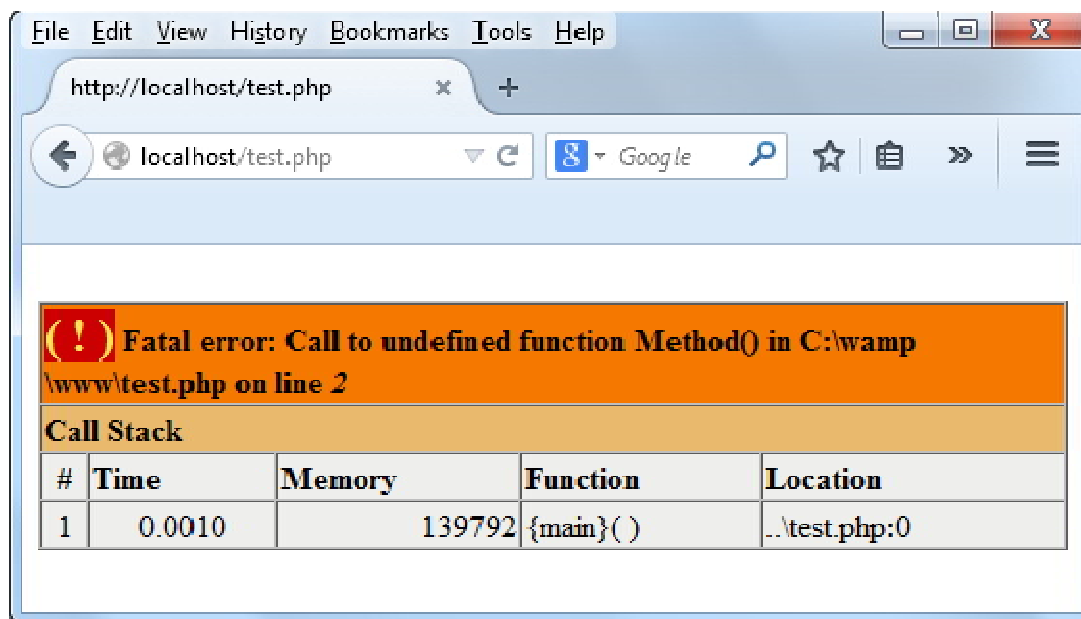 File Edit View History Bookmarks Tools Help
http://localhost/test.php
localhost/test.php
8 Google
( ! ) Fatal error: Call to undefined function Method() in C:\wamp
\www\test.php on line 2
Call Stack
# Time Memory Function Location
1 0.0010 139792 {main}( ) ..\test.php:0